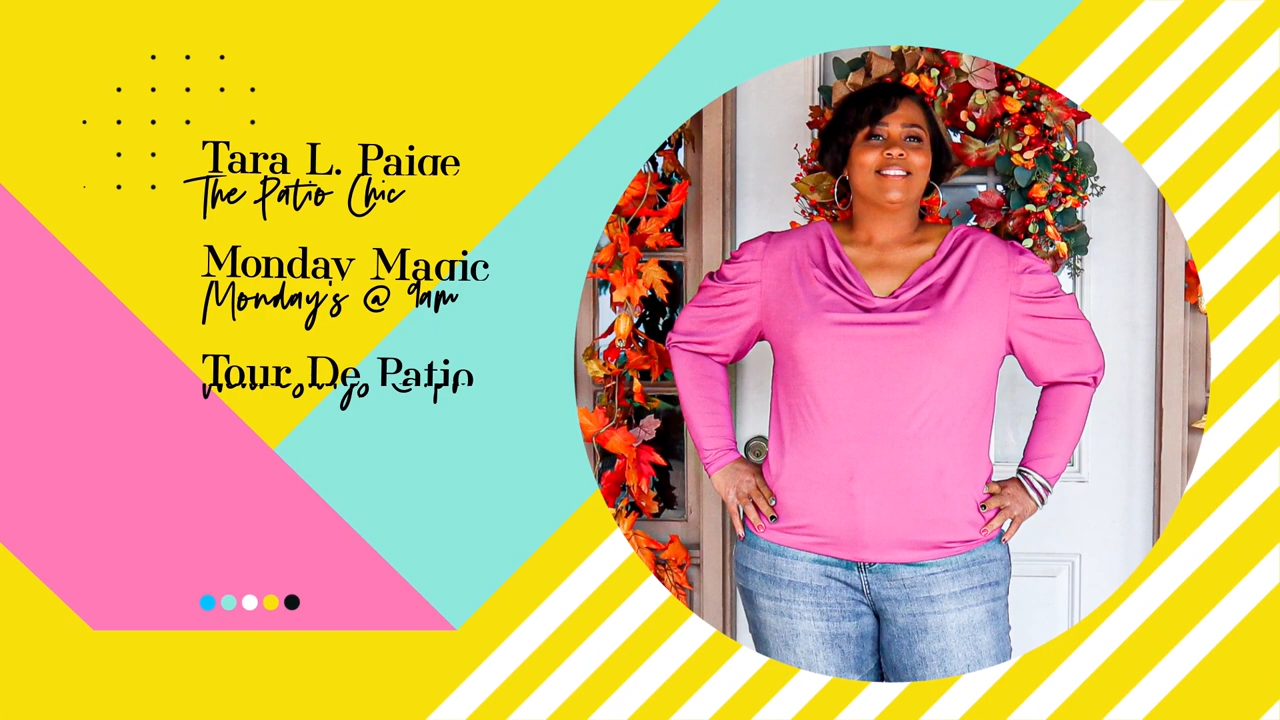 Tara L. Paige
The Patio Chic
Monday Magic
Monday's @ 9am
Tour De Patio